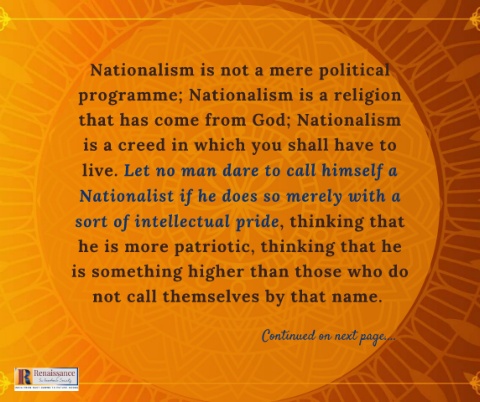 Nationalism is not a mere political
programme; Nationalism is a religion
that has come from God; Nationalism
is a creed in which you shall have to
live. Let no man dare to call himself a
Nationalist if he does so merely with a
sort of intellectual pride, thinking that
he is more patriotic, thinking that he
is something higher than those who do
not call themselves by that name.
Continued on next page....
Renaissance